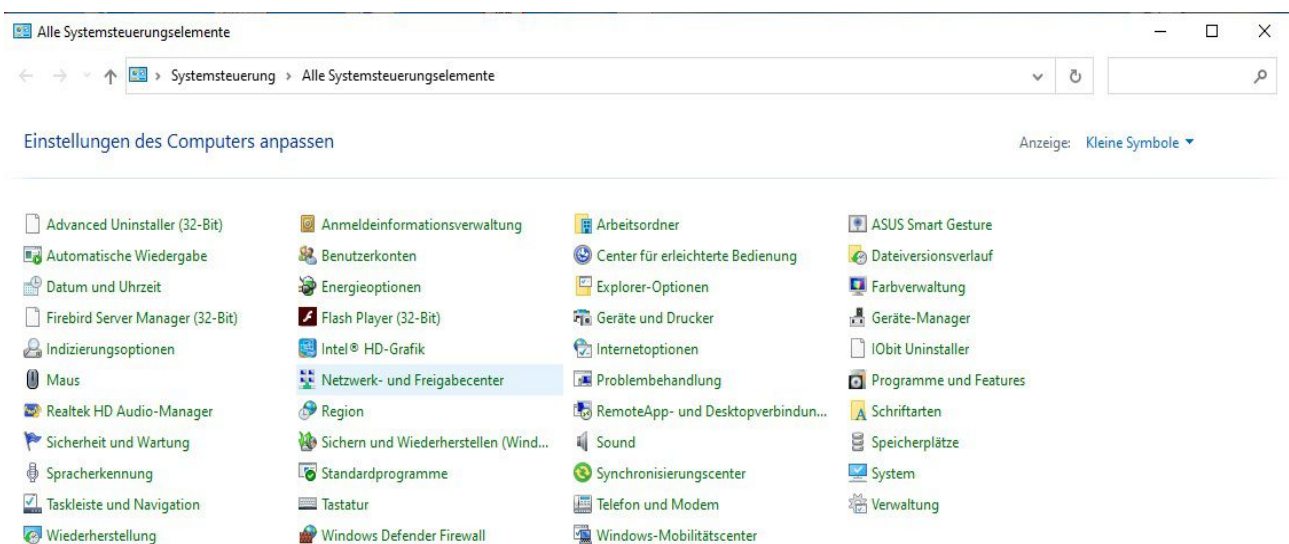 Alle Systemsteuerungselemente
Systemsteuerung > Alle Systemsteuerungselemente
Einstellungen des Computers anpassen
Anzeige: Kleine Symbole
Advanced Uninstaller (32-Bit)
Anmeldeinformationsverwaltung
Arbeitsordner
ASUS Smart Gesture
Automatische Wiedergabe
Benutzerkonten
Center für erleichterte Bedienung
Dateiversionsverlauf
Datum und Uhrzeit
Energieoptionen
Explorer-Optionen
Farbverwaltung
Firebird Server Manager (32-Bit)
Flash Player (32-Bit)
Geräte und Drucker
Geräte-Manager
Indizierungsoptionen
Intel® HD-Grafik
Internetoptionen
IObit Uninstaller
Maus
Netzwerk- und Freigabecenter
Problembehandlung
Programme und Features
Realtek HD Audio-Manager
Region
RemoteApp- und Desktopverbindun...
Schriftarten
Sicherheit und Wartung
Sichern und Wiederherstellen (Wind...
Sound
Speicherplätze
Spracherkennung
Standardprogramme
Synchronisierungscenter
System
Taskleiste und Navigation
Tastatur
Telefon und Modem
Verwaltung
Wiederherstellung
Windows Defender Firewall
Windows-Mobilitätscenter